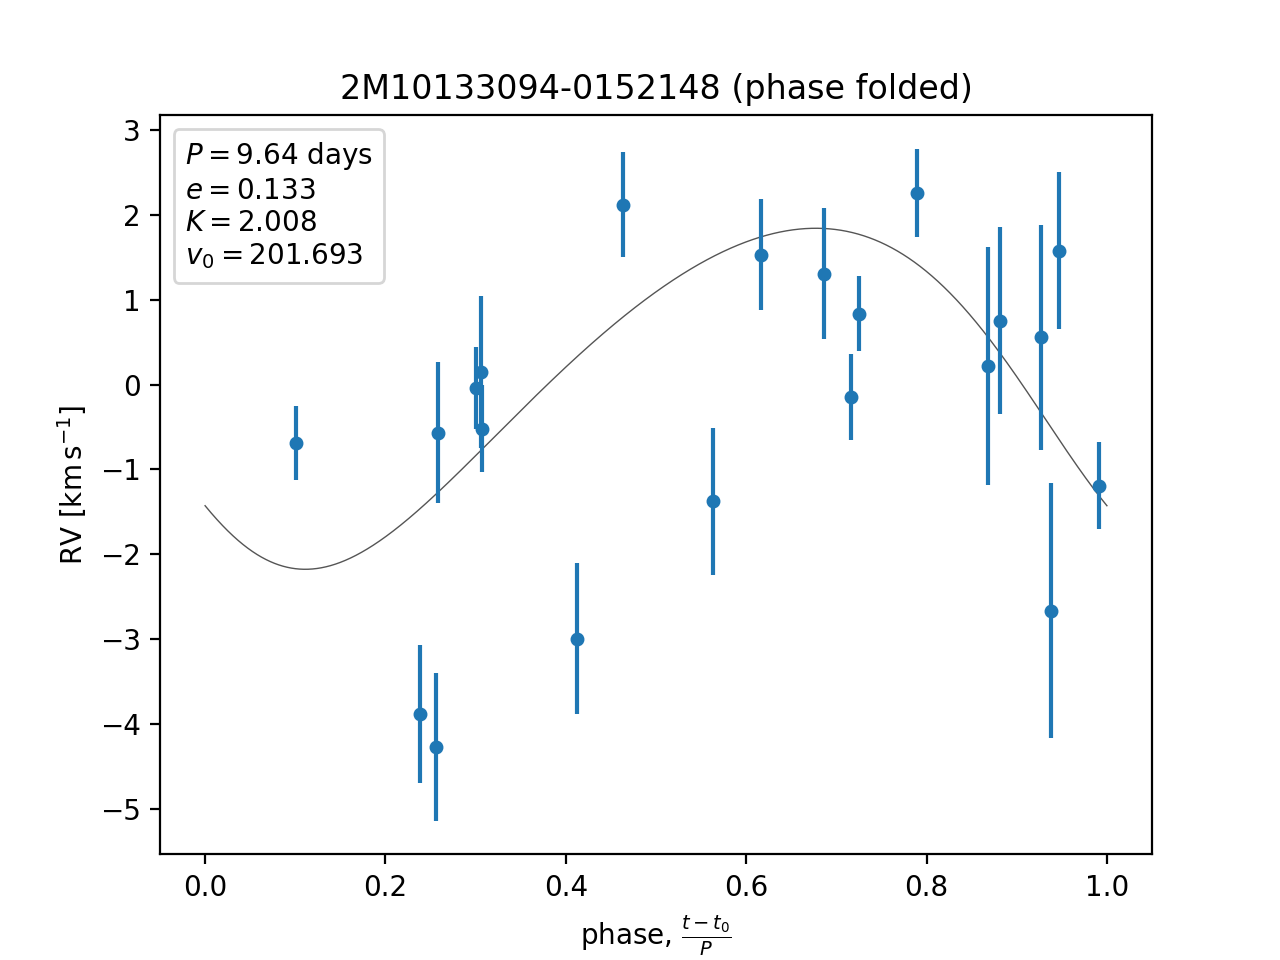 2M10133094-0152148 (phase folded)
P = 9.64 days
e = 0.133
K = 2.008
v₀ = 201.693
3
2
1
0
−1
−2
−3
−4
−5
RV [km s⁻¹]
0.0 0.2 0.4 0.6 0.8 1.0
phase, (t − t₀)/P